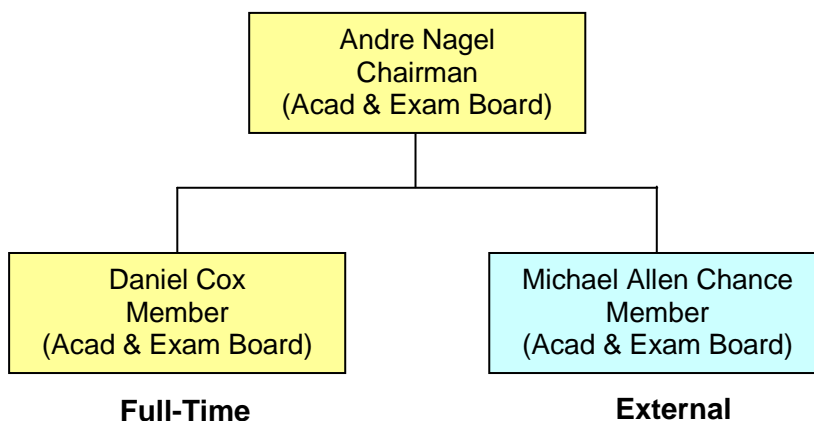 Andre Nagel
Chairman
(Acad & Exam Board)
Daniel Cox
Member
(Acad & Exam Board)
Michael Allen Chance
Member
(Acad & Exam Board)
Full-Time
External